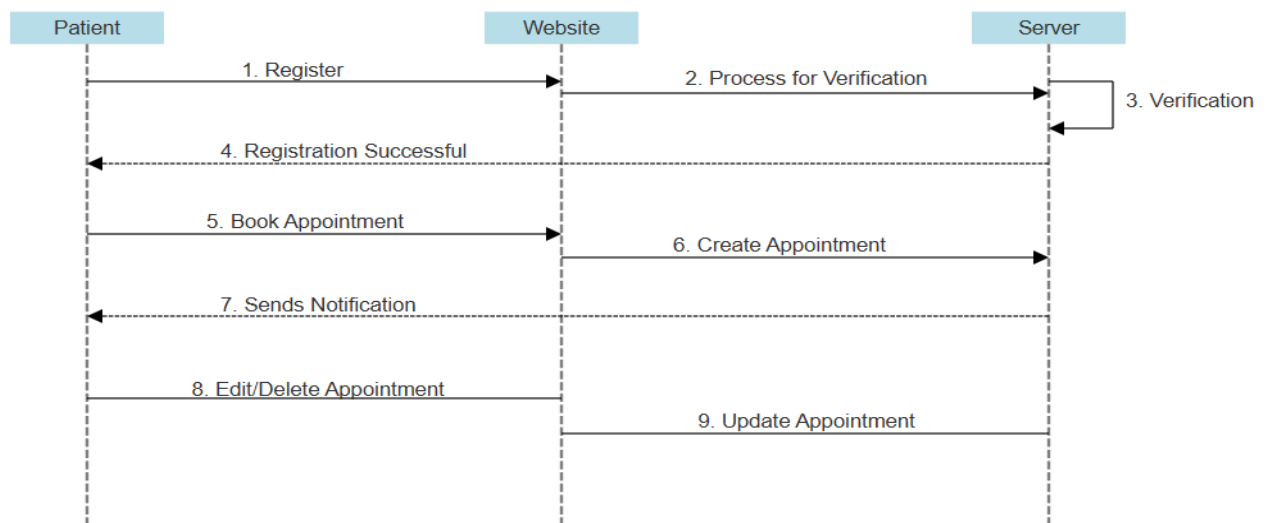 Patient
Website
Server
1. Register
2. Process for Verification
3. Verification
4. Registration Successful
5. Book Appointment
6. Create Appointment
7. Sends Notification
8. Edit/Delete Appointment
9. Update Appointment